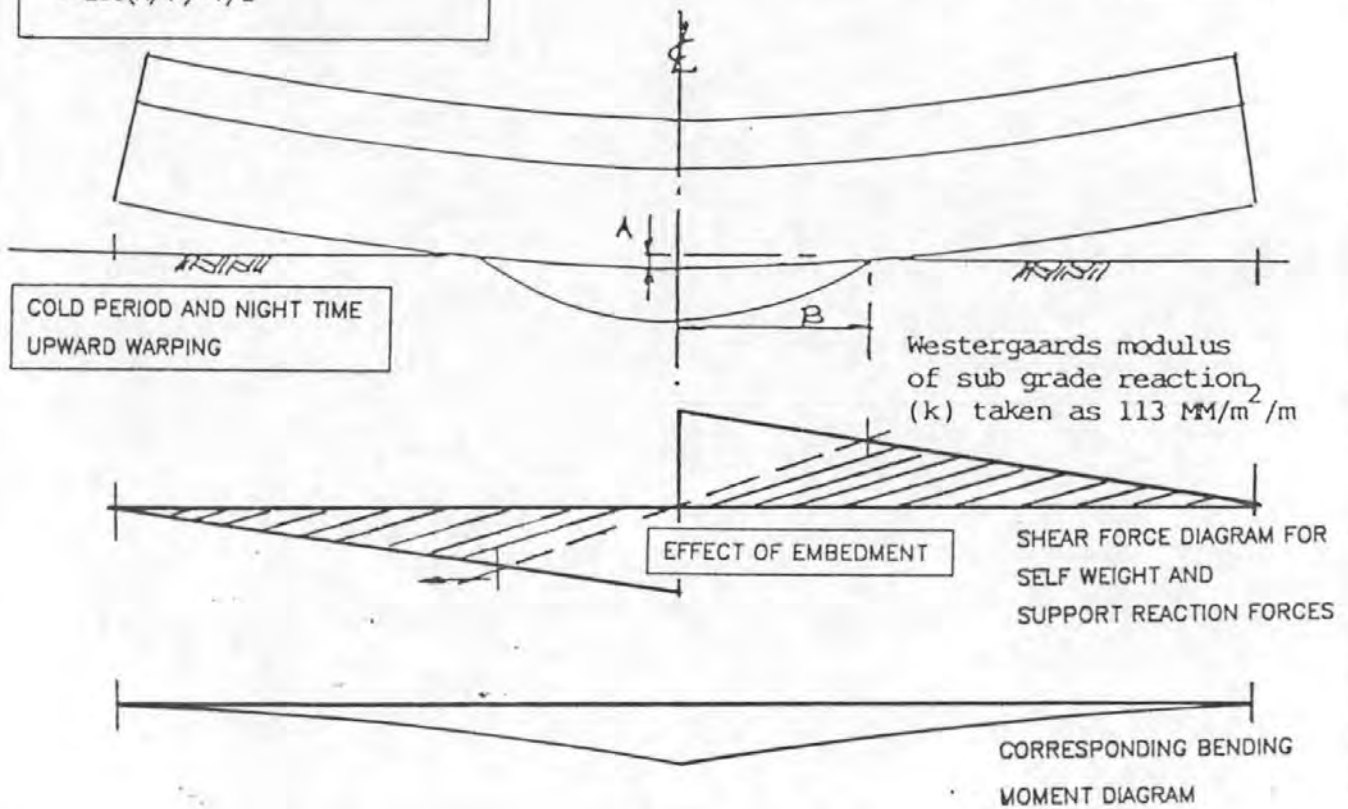 ℄
A
COLD PERIOD AND NIGHT TIME
UPWARD WARPING
B
Westergaards modulus
of sub grade reaction
(k) taken as 113 MM/m²/m
EFFECT OF EMBEDMENT
SHEAR FORCE DIAGRAM FOR
SELF WEIGHT AND
SUPPORT REACTION FORCES
CORRESPONDING BENDING
MOMENT DIAGRAM